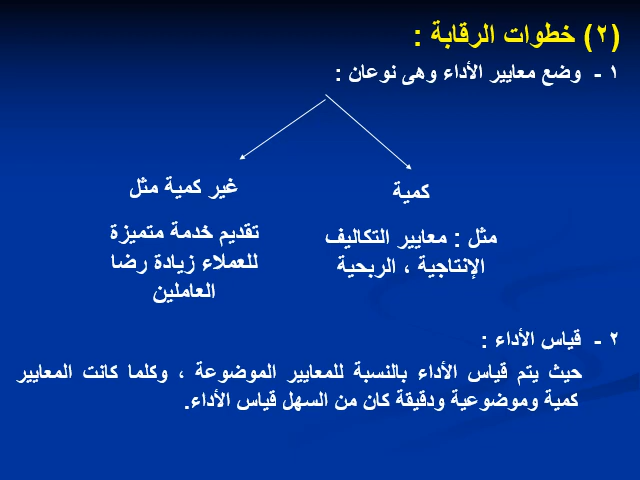 (٢) خطوات الرقابة :
١ - وضع معايير الأداء وهى نوعان :
كمية
مثل : معايير التكاليف
الإنتاجية ، الربحية
غير كمية مثل
تقديم خدمة متميزة
للعملاء زيادة رضا
العاملين
٢ - قياس الأداء :
حيث يتم قياس الأداء بالنسبة للمعايير الموضوعة ، وكلما كانت المعايير
كمية وموضوعية ودقيقة كان من السهل قياس الأداء.